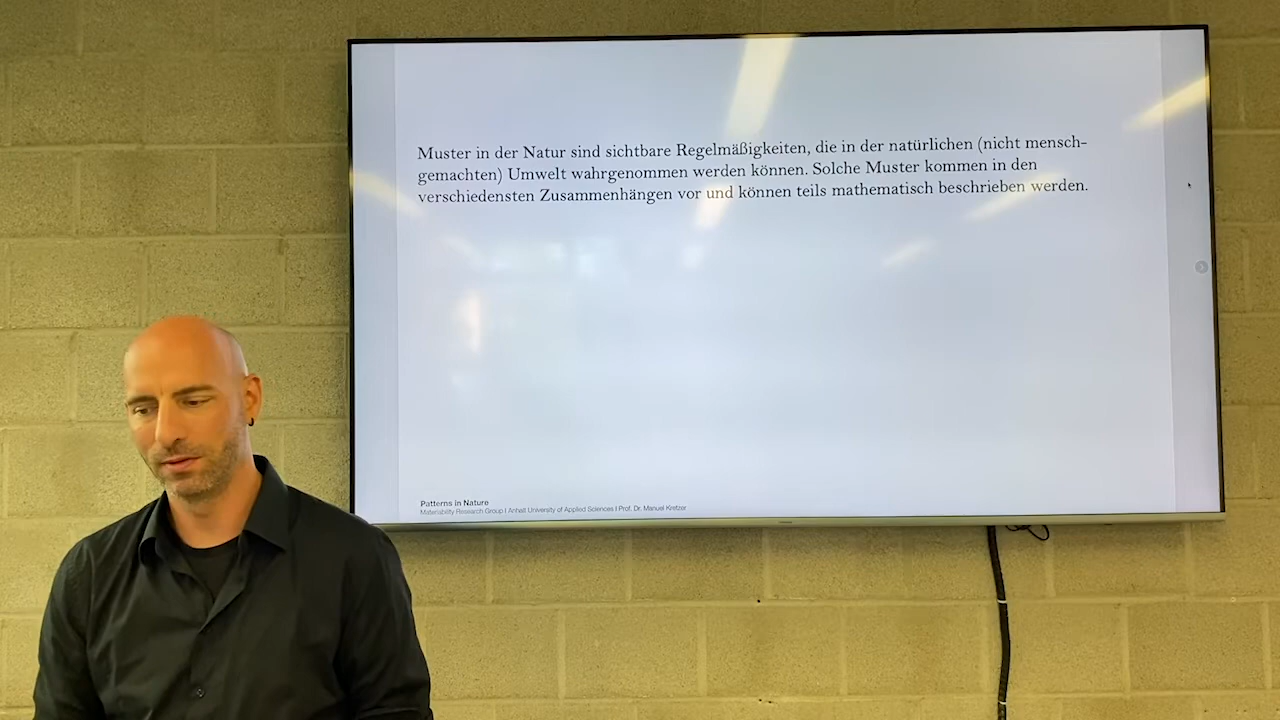 Muster in der Natur sind sichtbare Regelmäßigkeiten, die in der natürlichen (nicht mensch-
gemachten) Umwelt wahrgenommen werden können. Solche Muster kommen in den
verschiedensten Zusammenhängen vor und können teils mathematisch beschrieben werden.
Patterns in Nature
Materiability Research Group I Anhalt University of Applied Sciences I Prof. Dr. Manuel Kretzer